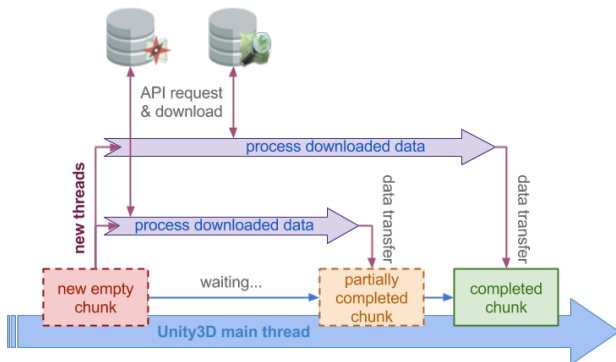 API request
& download
process downloaded data
new threads
data transfer
data transfer
process downloaded data
new empty
chunk
waiting...
partially
completed
chunk
completed
chunk
Unity3D main thread